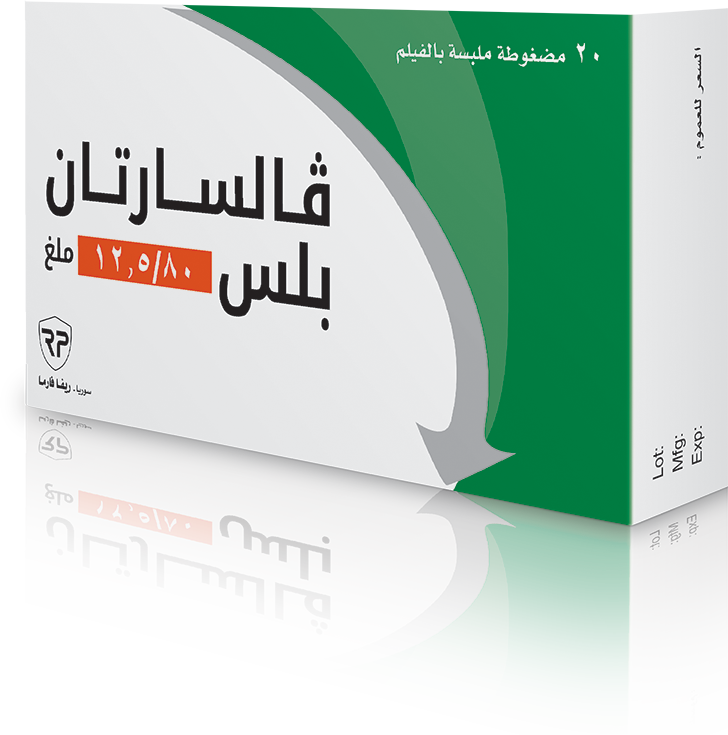 ٢٠ مضغوطة ملبسة بالفيلم
ڤالسارتان
بلس ١٢,٥/٨٠ ملغ
RP
سوريا - ريفا فارما
السعر للعموم :
Lot:
Mfg:
Exp: